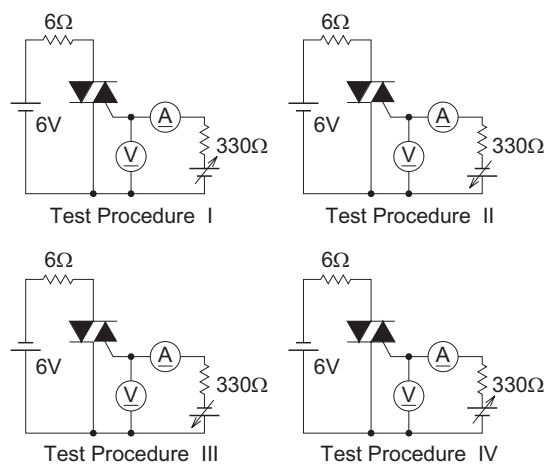 6Ω
6Ω
A
A
330Ω
330Ω
6V
6V
V
V
Test Procedure I
Test Procedure II
6Ω
6Ω
A
A
330Ω
330Ω
6V
6V
V
V
Test Procedure III
Test Procedure IV